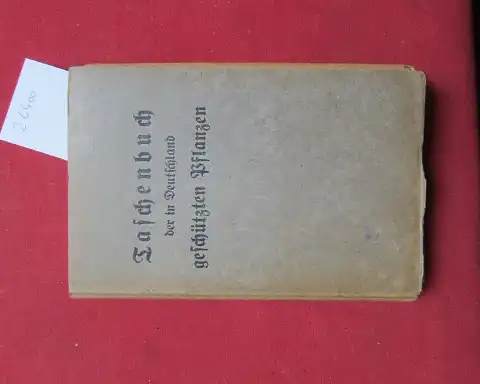 Taschenbuch
der in Deutschland
geschützten Pflanzen